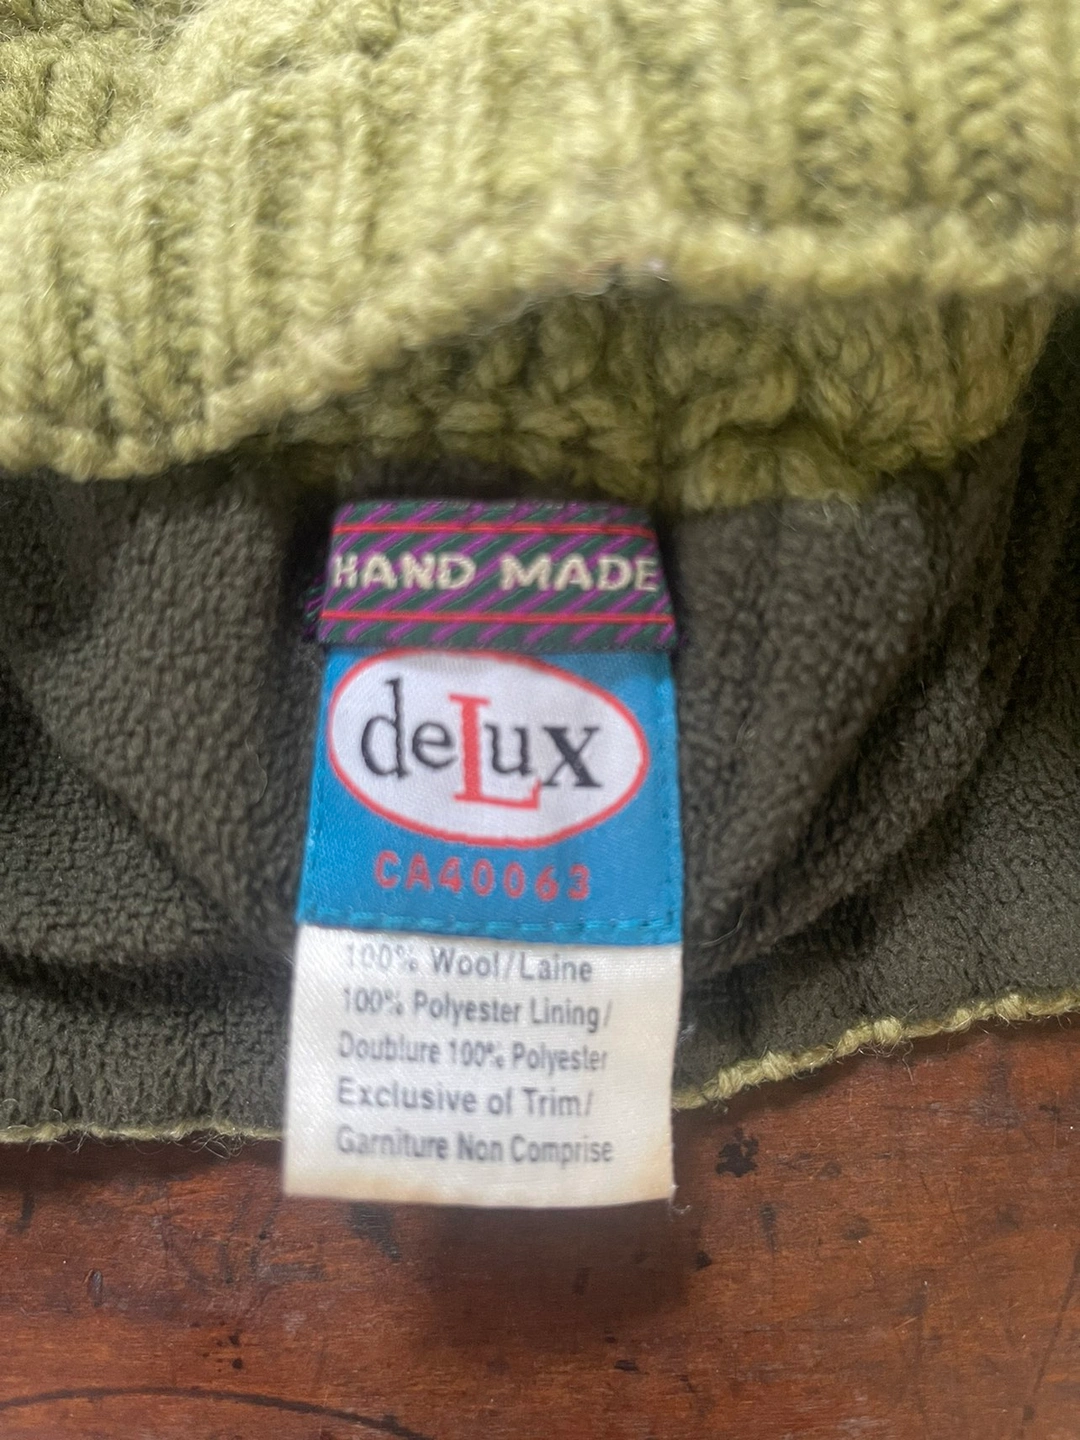 HAND MADE
deLux
CA40063
100% Wool/Laine
100% Polyester Lining/
Doublure 100% Polyester
Exclusive of Trim/
Garniture Non Comprise